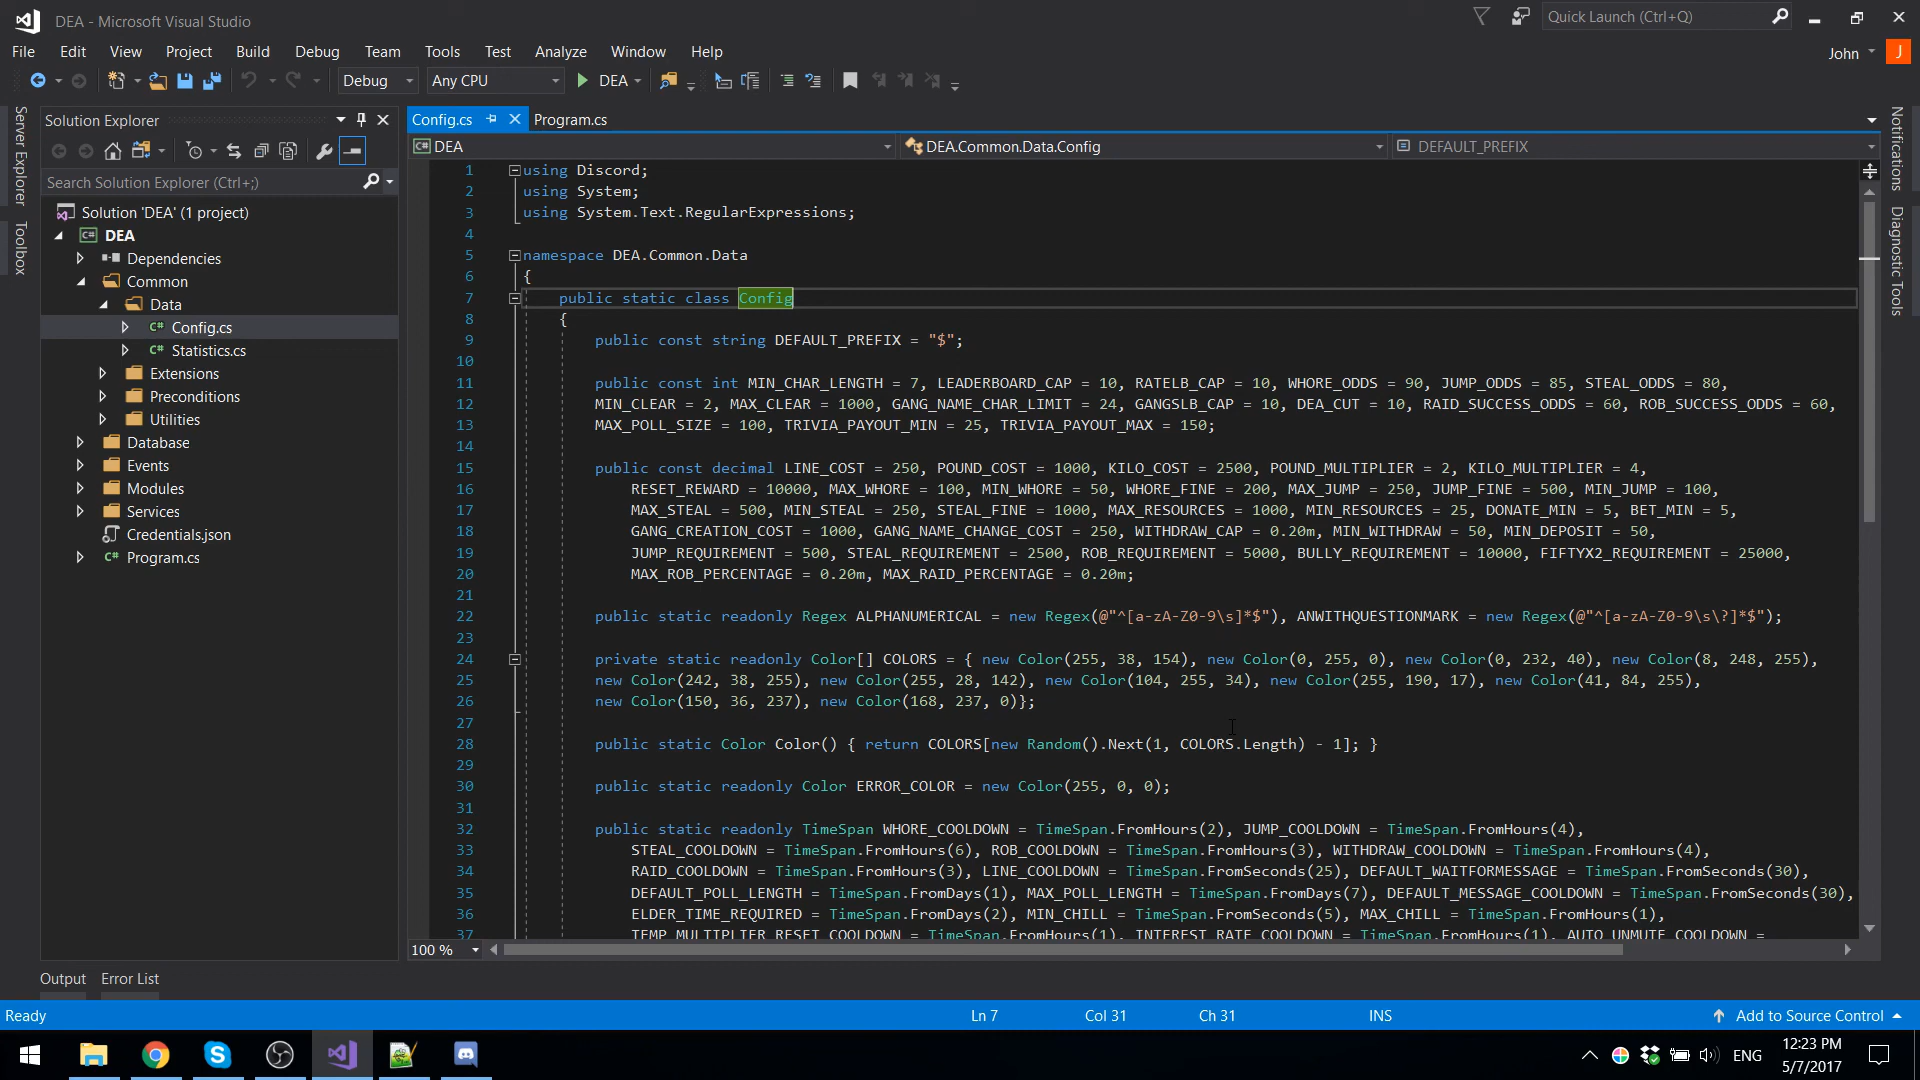 DEA - Microsoft Visual Studio
Quick Launch (Ctrl+Q)
File Edit View Project Build Debug Team Tools Test Analyze Window Help
John J
Debug Any CPU DEA
Server Explorer
Toolbox
Solution Explorer
Search Solution Explorer (Ctrl+;)
Solution 'DEA' (1 project)
DEA
Dependencies
Common
Data
Config.cs
Statistics.cs
Extensions
Preconditions
Utilities
Database
Events
Modules
Services
Credentials.json
Program.cs
Config.cs Program.cs
DEA DEA.Common.Data.Config DEFAULT_PREFIX
1 using Discord;
2 using System;
3 using System.Text.RegularExpressions;
4
5 namespace DEA.Common.Data
6 {
7 public static class Config
8 {
9 public const string DEFAULT_PREFIX = "$";
10
11 public const int MIN_CHAR_LENGTH = 7, LEADERBOARD_CAP = 10, RATELB_CAP = 10, WHORE_ODDS = 90, JUMP_ODDS = 85, STEAL_ODDS = 80,
12 MIN_CLEAR = 2, MAX_CLEAR = 1000, GANG_NAME_CHAR_LIMIT = 24, GANGSLB_CAP = 10, DEA_CUT = 10, RAID_SUCCESS_ODDS = 60, ROB_SUCCESS_ODDS = 60,
13 MAX_POLL_SIZE = 100, TRIVIA_PAYOUT_MIN = 25, TRIVIA_PAYOUT_MAX = 150;
14
15 public const decimal LINE_COST = 250, POUND_COST = 1000, KILO_COST = 2500, POUND_MULTIPLIER = 2, KILO_MULTIPLIER = 4,
16 RESET_REWARD = 10000, MAX_WHORE = 100, MIN_WHORE = 50, WHORE_FINE = 200, MAX_JUMP = 250, JUMP_FINE = 500, MIN_JUMP = 100,
17 MAX_STEAL = 500, MIN_STEAL = 250, STEAL_FINE = 1000, MAX_RESOURCES = 1000, MIN_RESOURCES = 25, DONATE_MIN = 5, BET_MIN = 5,
18 GANG_CREATION_COST = 1000, GANG_NAME_CHANGE_COST = 250, WITHDRAW_CAP = 0.20m, MIN_WITHDRAW = 50, MIN_DEPOSIT = 50,
19 JUMP_REQUIREMENT = 500, STEAL_REQUIREMENT = 2500, ROB_REQUIREMENT = 5000, BULLY_REQUIREMENT = 10000, FIFTYX2_REQUIREMENT = 25000,
20 MAX_ROB_PERCENTAGE = 0.20m, MAX_RAID_PERCENTAGE = 0.20m;
21
22 public static readonly Regex ALPHANUMERICAL = new Regex(@"^[a-zA-Z0-9\s]*$"), ANWITHQUESTIONMARK = new Regex(@"^[a-zA-Z0-9\s\?]*$");
23
24 private static readonly Color[] COLORS = { new Color(255, 38, 154), new Color(0, 255, 0), new Color(0, 232, 40), new Color(8, 248, 255),
25 new Color(242, 38, 255), new Color(255, 28, 142), new Color(104, 255, 34), new Color(255, 190, 17), new Color(41, 84, 255),
26 new Color(150, 36, 237), new Color(168, 237, 0)};
27
28 public static Color Color() { return COLORS[new Random().Next(1, COLORS.Length) - 1]; }
29
30 public static readonly Color ERROR_COLOR = new Color(255, 0, 0);
31
32 public static readonly TimeSpan WHORE_COOLDOWN = TimeSpan.FromHours(2), JUMP_COOLDOWN = TimeSpan.FromHours(4),
33 STEAL_COOLDOWN = TimeSpan.FromHours(6), ROB_COOLDOWN = TimeSpan.FromHours(3), WITHDRAW_COOLDOWN = TimeSpan.FromHours(4),
34 RAID_COOLDOWN = TimeSpan.FromHours(3), LINE_COOLDOWN = TimeSpan.FromSeconds(25), DEFAULT_WAITFORMESSAGE = TimeSpan.FromSeconds(30),
35 DEFAULT_POLL_LENGTH = TimeSpan.FromDays(1), MAX_POLL_LENGTH = TimeSpan.FromDays(7), DEFAULT_MESSAGE_COOLDOWN = TimeSpan.FromSeconds(30),
36 ELDER_TIME_REQUIRED = TimeSpan.FromDays(2), MIN_CHILL = TimeSpan.FromSeconds(5), MAX_CHILL = TimeSpan.FromHours(1),
37 TEMP_MULTIPLIER_RESET_COOLDOWN = TimeSpan.FromHours(1), INTEREST_RATE_COOLDOWN = TimeSpan.FromHours(1), AUTO_UNMUTE_COOLDOWN =
100 %
Notifications
Diagnostic Tools
Output Error List
Ready Ln 7 Col 31 Ch 31 INS Add to Source Control
ENG
12:23 PM
5/7/2017